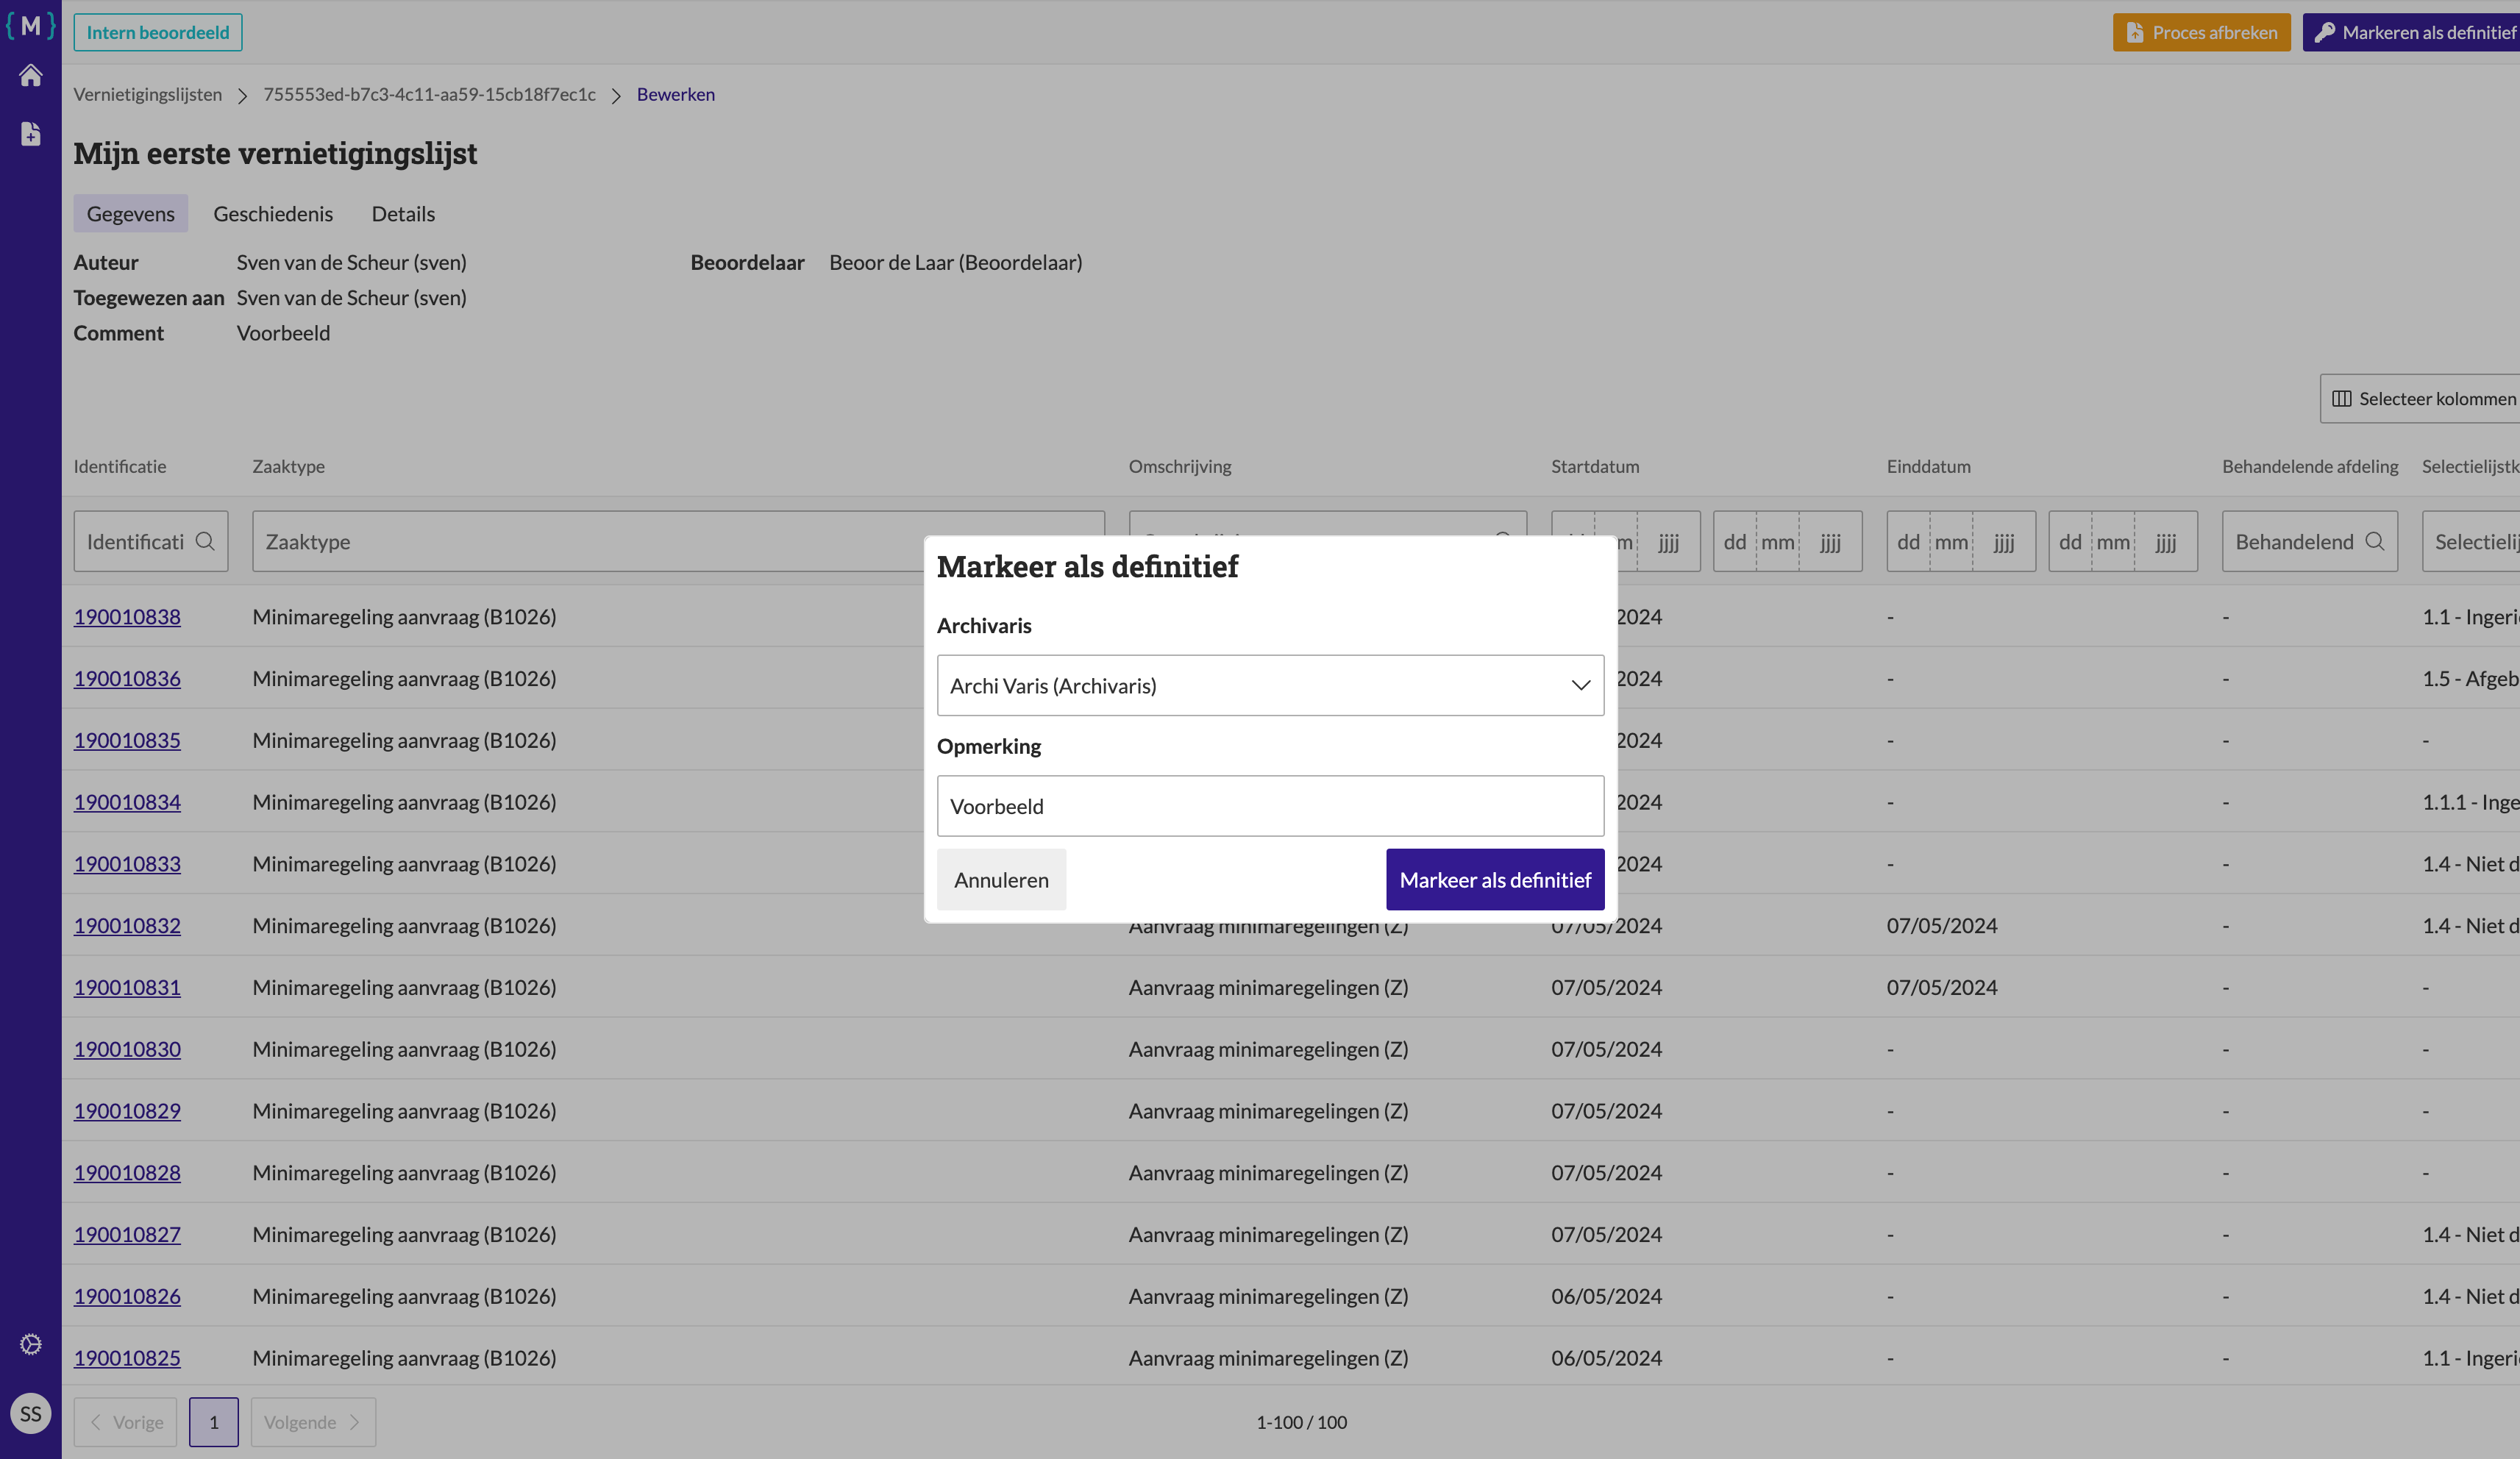 { M }
Intern beoordeeld
Proces afbreken
Markeren als definitief
Vernietigingslijsten > 755553ed-b7c3-4c11-aa59-15cb18f7ec1c > Bewerken
Mijn eerste vernietigingslijst
Gegevens Geschiedenis Details
Auteur Sven van de Scheur (sven) Beoordelaar Beoor de Laar (Beoordelaar)
Toegewezen aan Sven van de Scheur (sven)
Comment Voorbeeld
Selecteer kolommen
Identificatie Zaaktype Omschrijving Startdatum Einddatum Behandelende afdeling Selectielijstk
Identificati Zaaktype jjjj dd mm jjjj dd mm jjjj dd mm jjjj Behandelend Selectielij
Markeer als definitief
Archivaris
Archi Varis (Archivaris)
Opmerking
Voorbeeld
Annuleren
Markeer als definitief
190010838 Minimaregeling aanvraag (B1026) 2024 - - 1.1 - Ingeri
190010836 Minimaregeling aanvraag (B1026) 2024 - - 1.5 - Afgeb
190010835 Minimaregeling aanvraag (B1026) 2024 - - -
190010834 Minimaregeling aanvraag (B1026) 2024 - - 1.1.1 - Inge
190010833 Minimaregeling aanvraag (B1026) 2024 - - 1.4 - Niet d
190010832 Minimaregeling aanvraag (B1026) Aanvraag minimaregelingen (Z) 07/05/2024 07/05/2024 - 1.4 - Niet d
190010831 Minimaregeling aanvraag (B1026) Aanvraag minimaregelingen (Z) 07/05/2024 07/05/2024 - -
190010830 Minimaregeling aanvraag (B1026) Aanvraag minimaregelingen (Z) 07/05/2024 - - -
190010829 Minimaregeling aanvraag (B1026) Aanvraag minimaregelingen (Z) 07/05/2024 - - -
190010828 Minimaregeling aanvraag (B1026) Aanvraag minimaregelingen (Z) 07/05/2024 - - -
190010827 Minimaregeling aanvraag (B1026) Aanvraag minimaregelingen (Z) 07/05/2024 - - 1.4 - Niet d
190010826 Minimaregeling aanvraag (B1026) Aanvraag minimaregelingen (Z) 06/05/2024 - - 1.4 - Niet d
190010825 Minimaregeling aanvraag (B1026) Aanvraag minimaregelingen (Z) 06/05/2024 - - 1.1 - Ingeri
SS
Vorige 1 Volgende 1-100 / 100